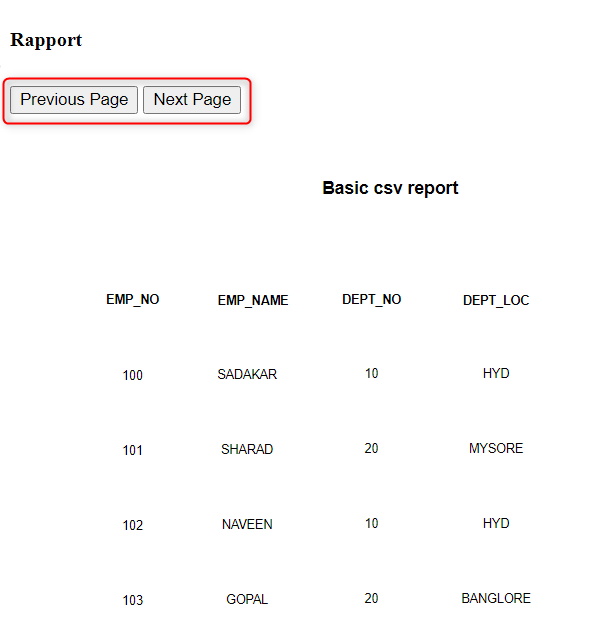 Rapport
Previous Page Next Page
Basic csv report
EMP_NO EMP_NAME DEPT_NO DEPT_LOC
100 SADAKAR 10 HYD
101 SHARAD 20 MYSORE
102 NAVEEN 10 HYD
103 GOPAL 20 BANGLORE